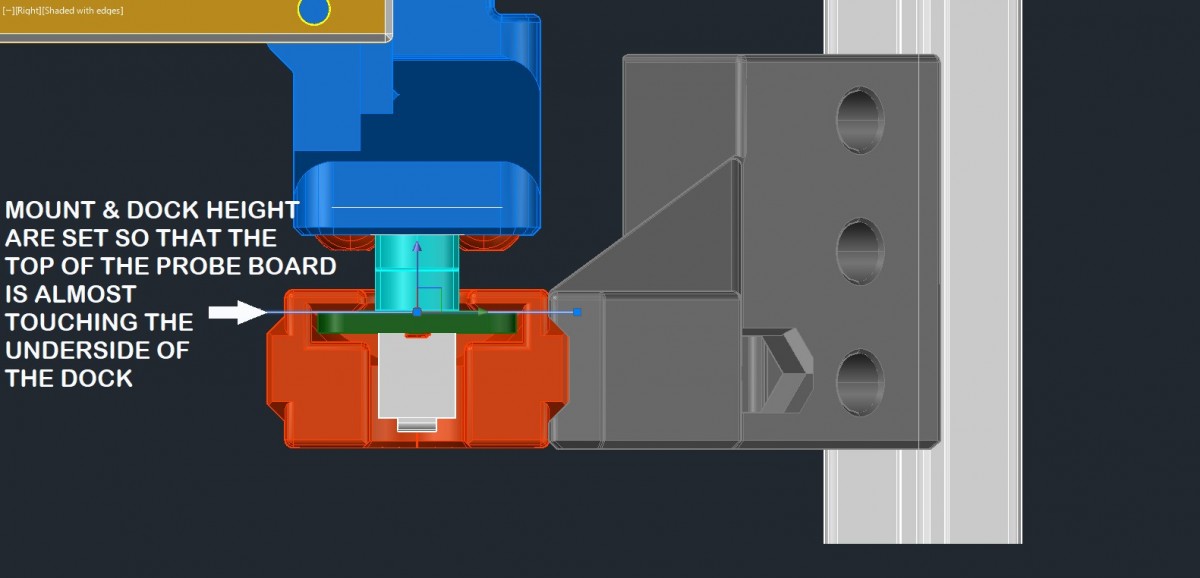 [−][Right][Shaded with edges]
MOUNT & DOCK HEIGHT
ARE SET SO THAT THE
TOP OF THE PROBE BOARD
IS ALMOST
TOUCHING THE
UNDERSIDE OF
THE DOCK